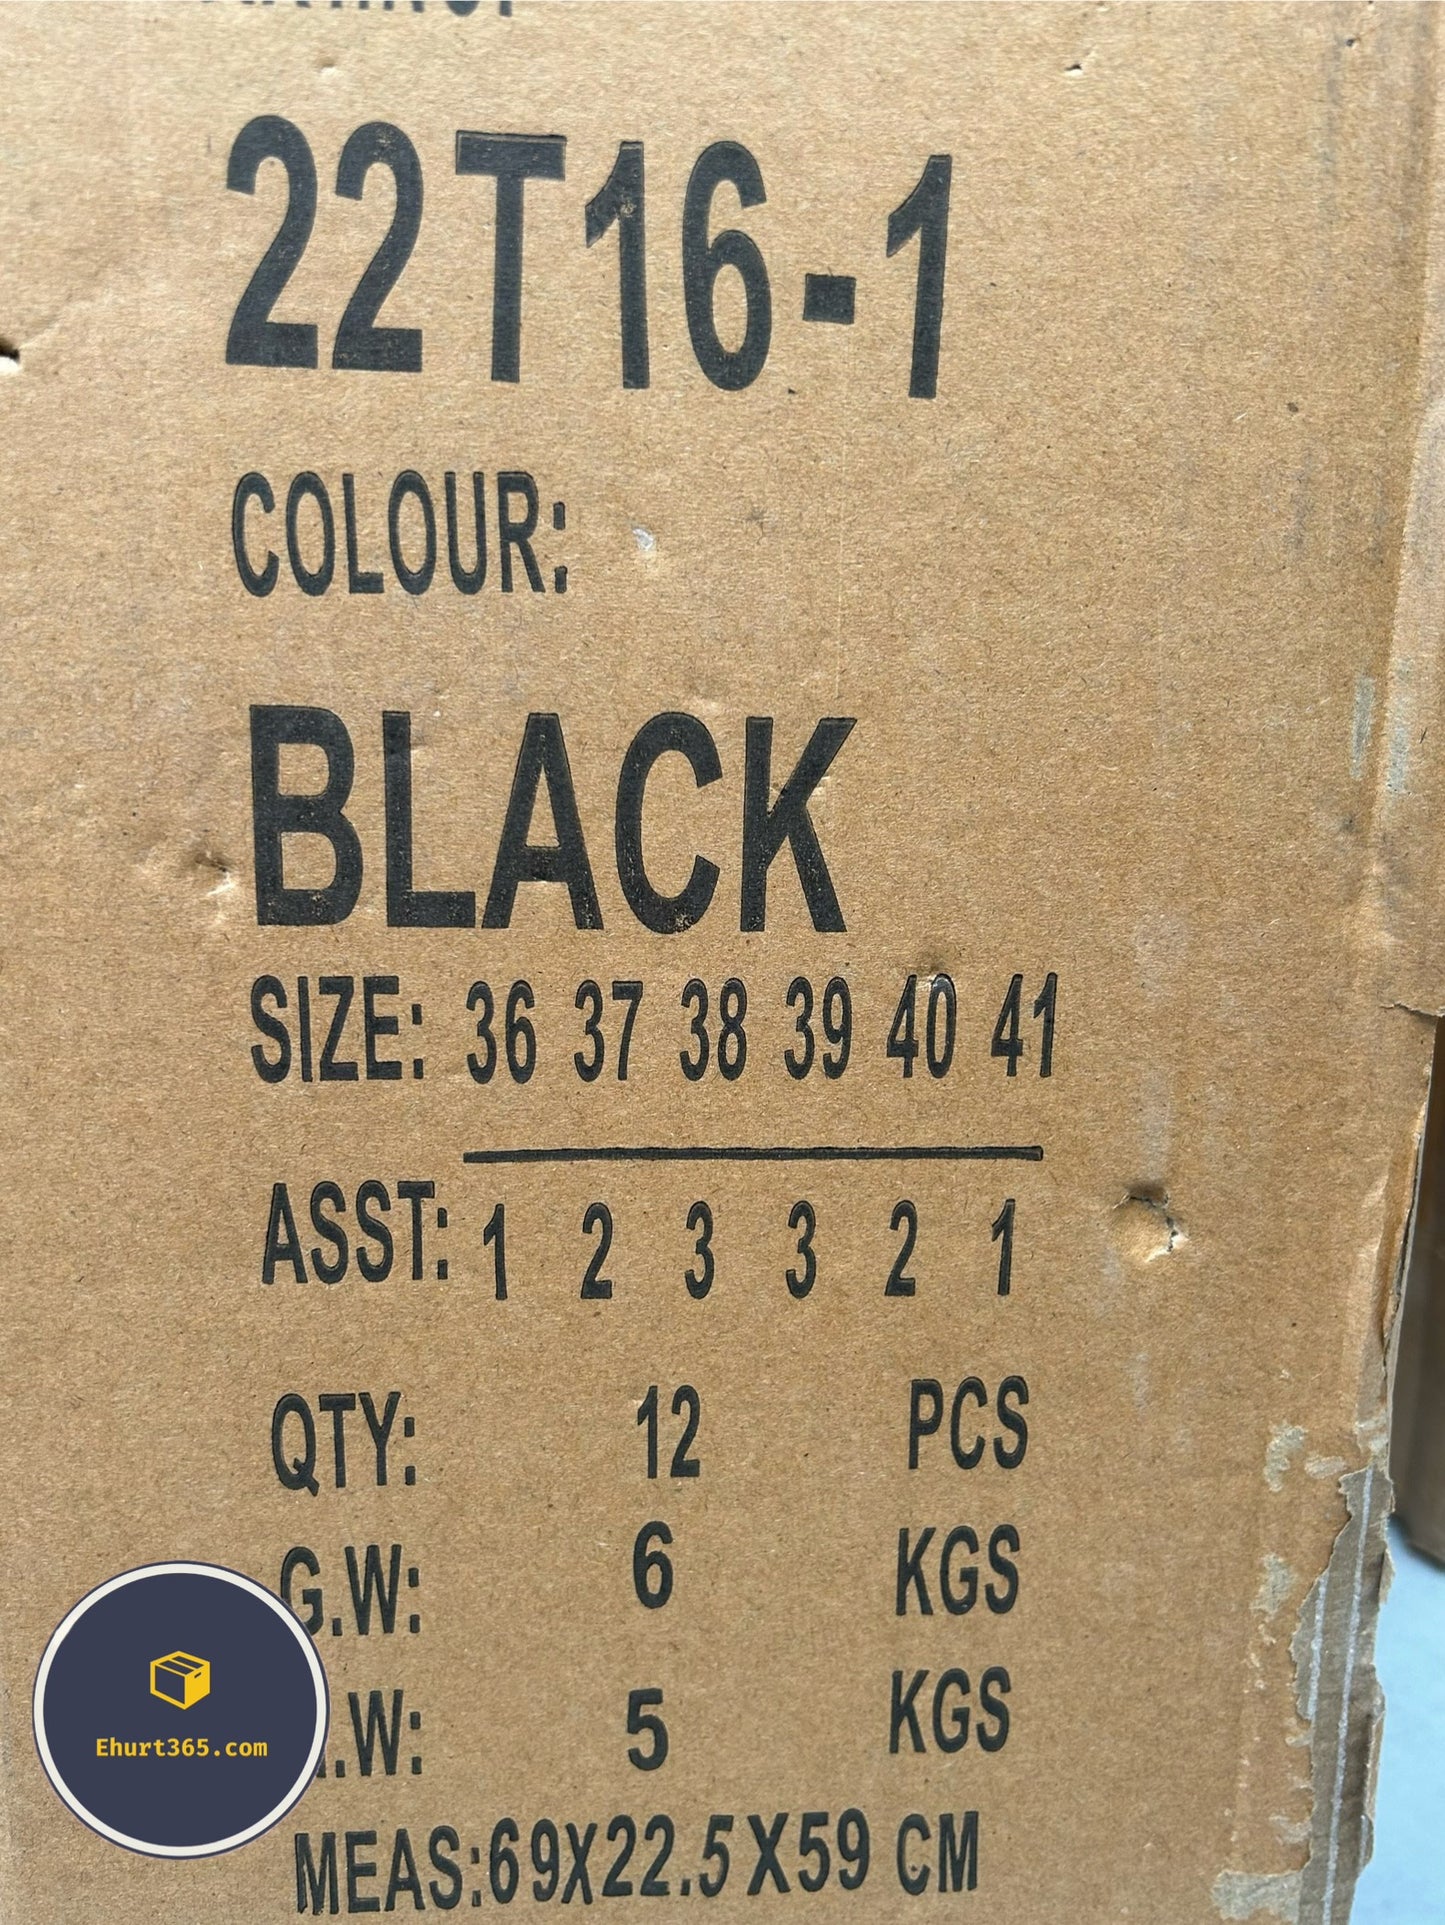 22T16-1
COLOUR:
BLACK
SIZE: 36 37 38 39 40 41
ASST: 1 2 3 3 2 1
QTY: 12 PCS
G.W: 6 KGS
.W: 5 KGS
MEAS:69X22.5X59 CM
Ehurt365.com